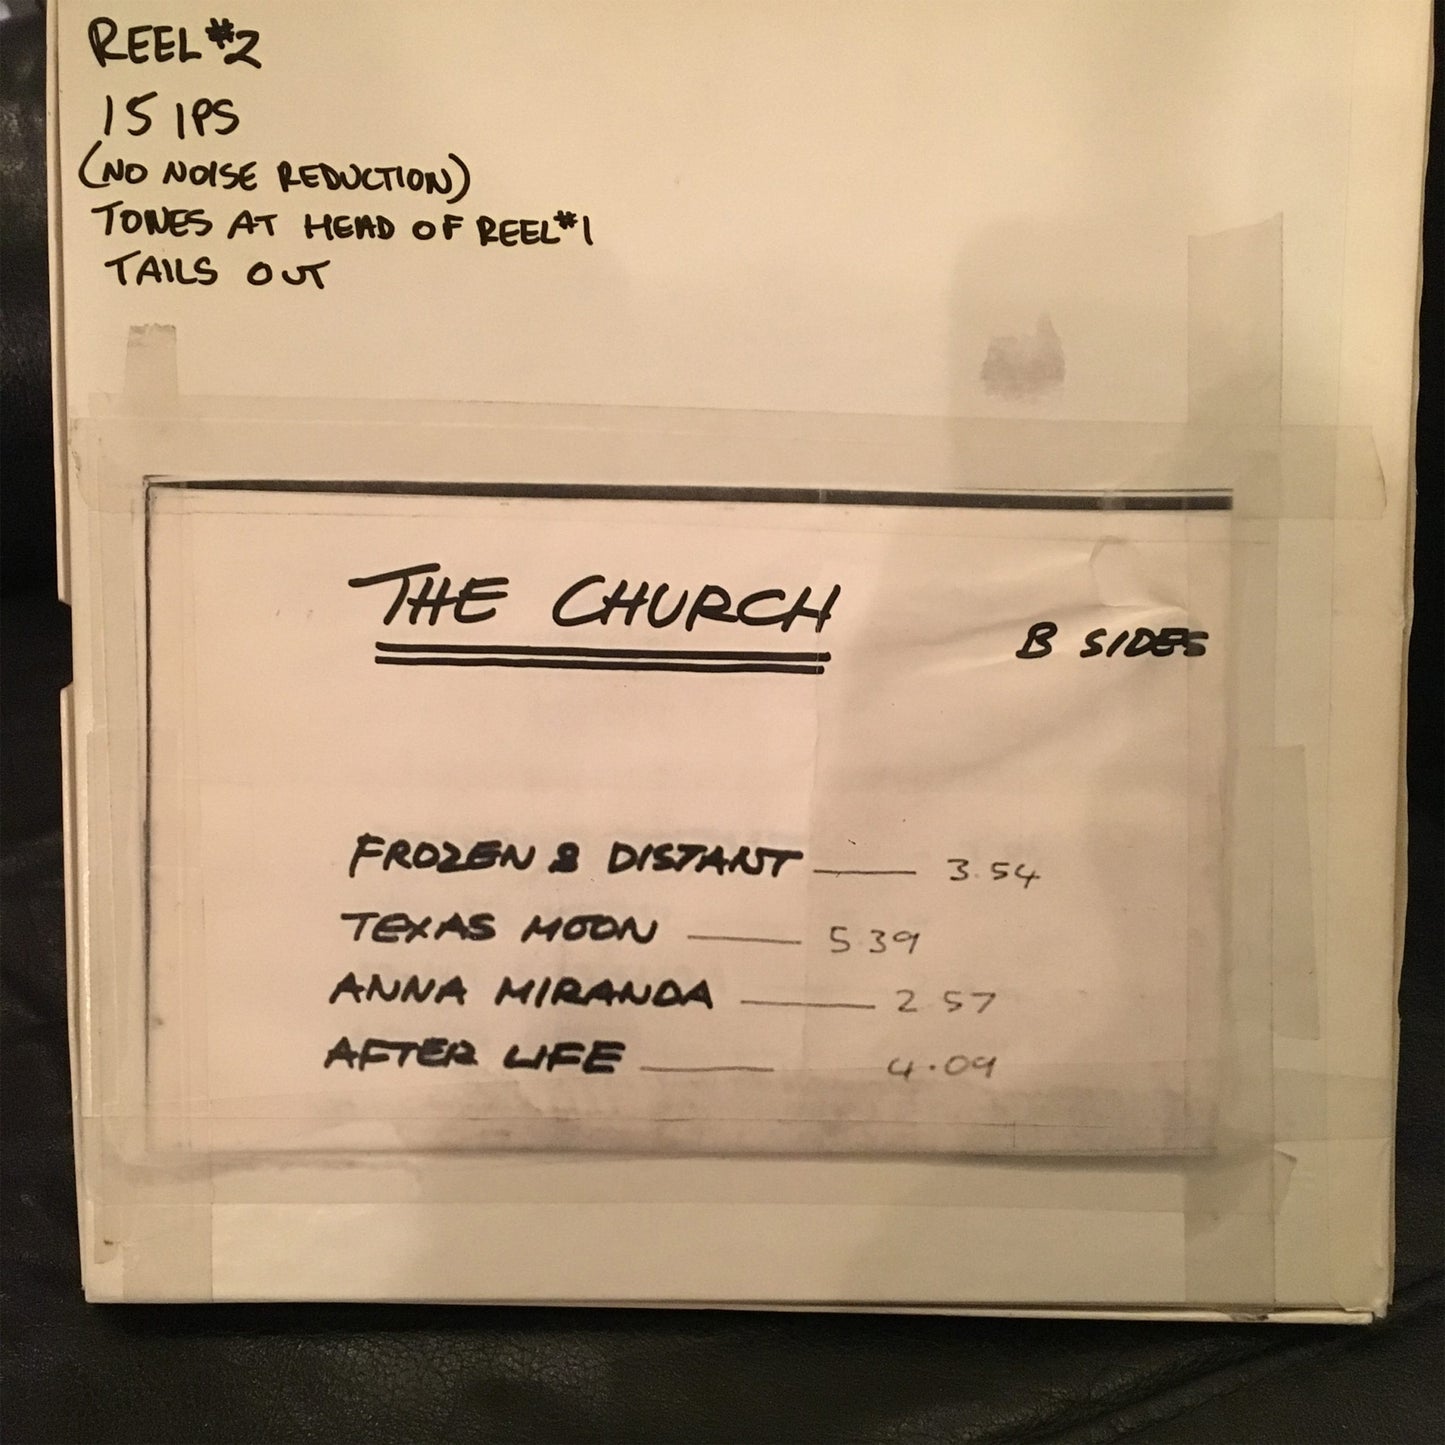 REEL #2
15 IPS
(NO NOISE REDUCTION)
TONES AT HEAD OF REEL #1
TAILS OUT
THE CHURCH
B SIDES
FROZEN & DISTANT — 3.54
TEXAS MOON — 5 39
ANNA MIRANDA — 2 57
AFTER LIFE — 4.09